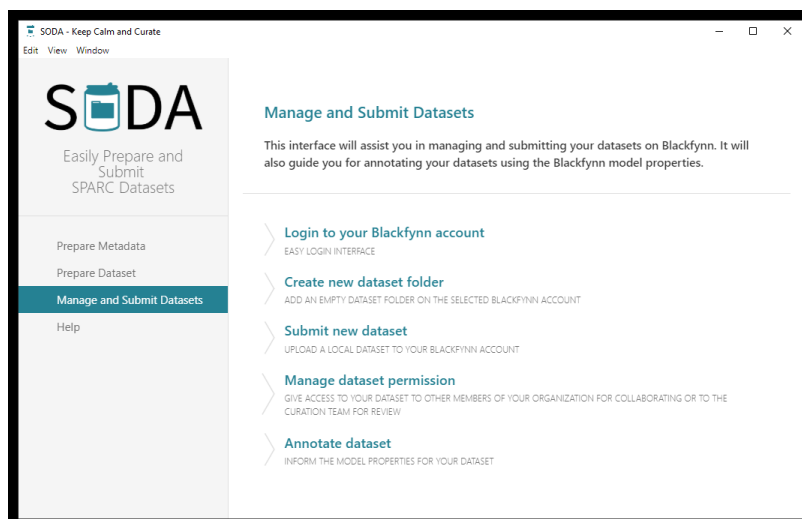 SODA - Keep Calm and Curate
Edit View Window
SODA
Easily Prepare and
Submit
SPARC Datasets
Prepare Metadata
Prepare Dataset
Manage and Submit Datasets
Help
Manage and Submit Datasets
This interface will assist you in managing and submitting your datasets on Blackfynn. It will
also guide you for annotating your datasets using the Blackfynn model properties.
Login to your Blackfynn account
EASY LOGIN INTERFACE
Create new dataset folder
ADD AN EMPTY DATASET FOLDER ON THE SELECTED BLACKFYNN ACCOUNT
Submit new dataset
UPLOAD A LOCAL DATASET TO YOUR BLACKFYNN ACCOUNT
Manage dataset permission
GIVE ACCESS TO YOUR DATASET TO OTHER MEMBERS OF YOUR ORGANIZATION FOR COLLABORATING OR TO THE
CURATION TEAM FOR REVIEW
Annotate dataset
INFORM THE MODEL PROPERTIES FOR YOUR DATASET